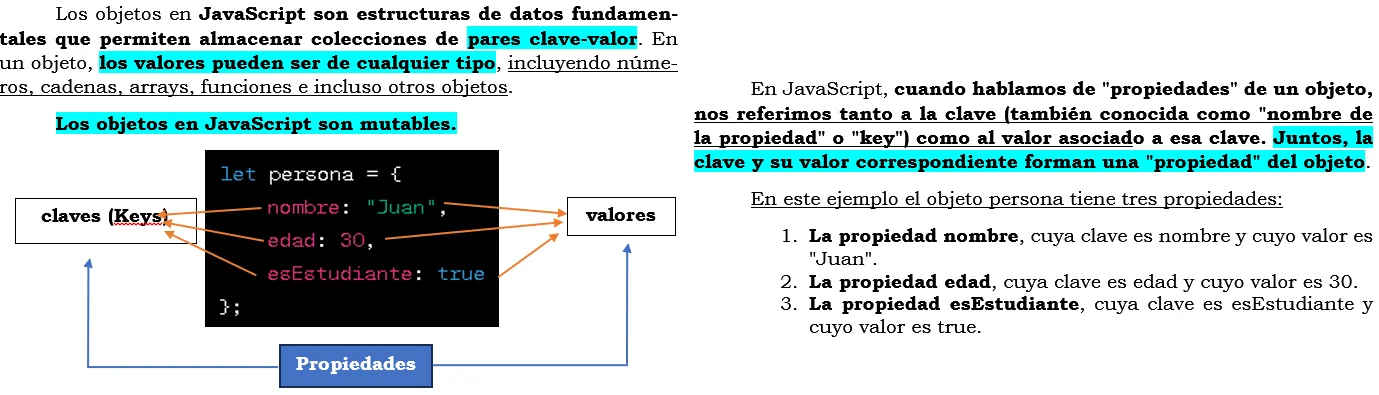 Los objetos en JavaScript son estructuras de datos fundamen-
tales que permiten almacenar colecciones de pares clave-valor. En
un objeto, los valores pueden ser de cualquier tipo, incluyendo núme-
ros, cadenas, arrays, funciones e incluso otros objetos.
Los objetos en JavaScript son mutables.
let persona = {
nombre: "Juan",
edad: 30,
esEstudiante: true
};
claves (Keys)
valores
Propiedades
En JavaScript, cuando hablamos de "propiedades" de un objeto,
nos referimos tanto a la clave (también conocida como "nombre de
la propiedad" o "key") como al valor asociado a esa clave. Juntos, la
clave y su valor correspondiente forman una "propiedad" del objeto.
En este ejemplo el objeto persona tiene tres propiedades:
1. La propiedad nombre, cuya clave es nombre y cuyo valor es
"Juan".
2. La propiedad edad, cuya clave es edad y cuyo valor es 30.
3. La propiedad esEstudiante, cuya clave es esEstudiante y
cuyo valor es true.